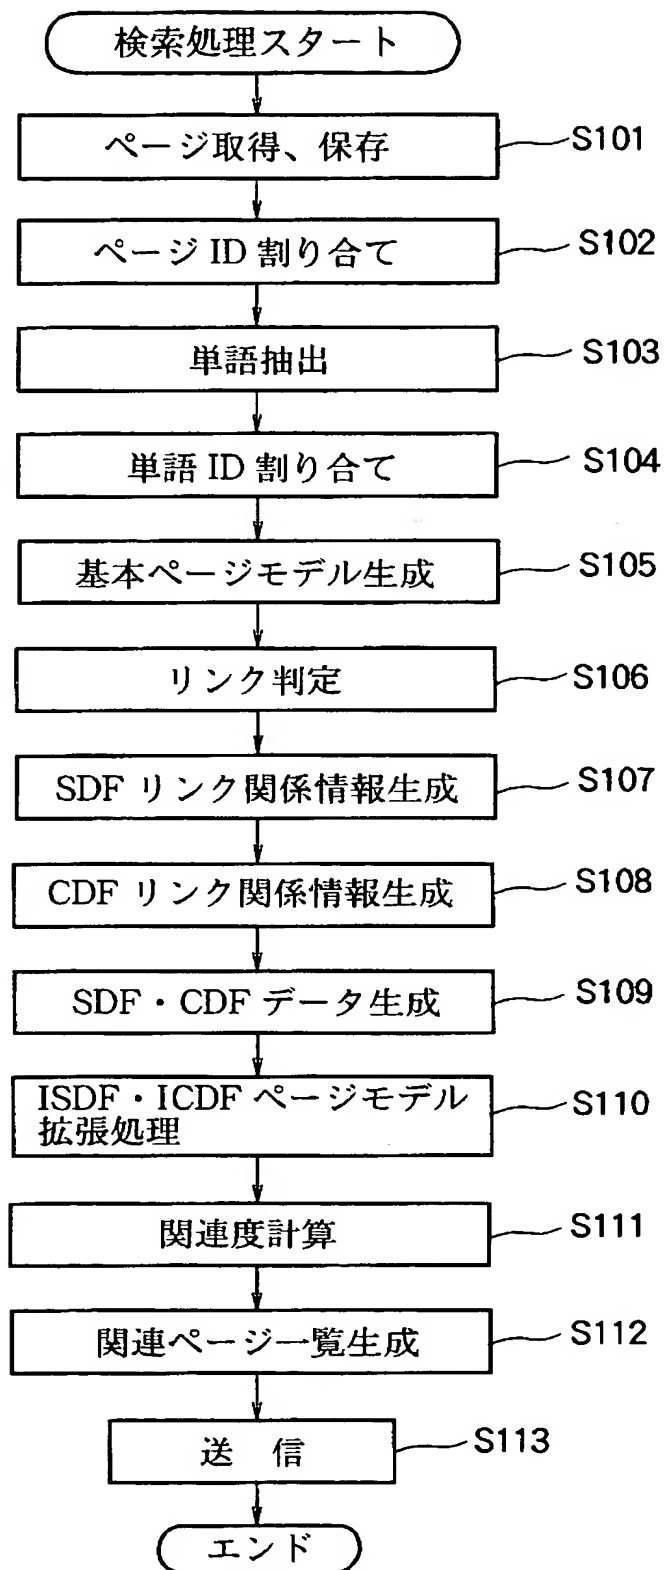 検索処理スタート
ページ取得、保存 S101
ページ ID 割り合て S102
単語抽出 S103
単語 ID 割り合て S104
基本ページモデル生成 S105
リンク判定 S106
SDF リンク関係情報生成 S107
CDF リンク関係情報生成 S108
SDF・CDF データ生成 S109
ISDF・ICDF ページモデル S110
拡張処理
関連度計算 S111
関連ページ一覧生成 S112
送 信 S113
エンド